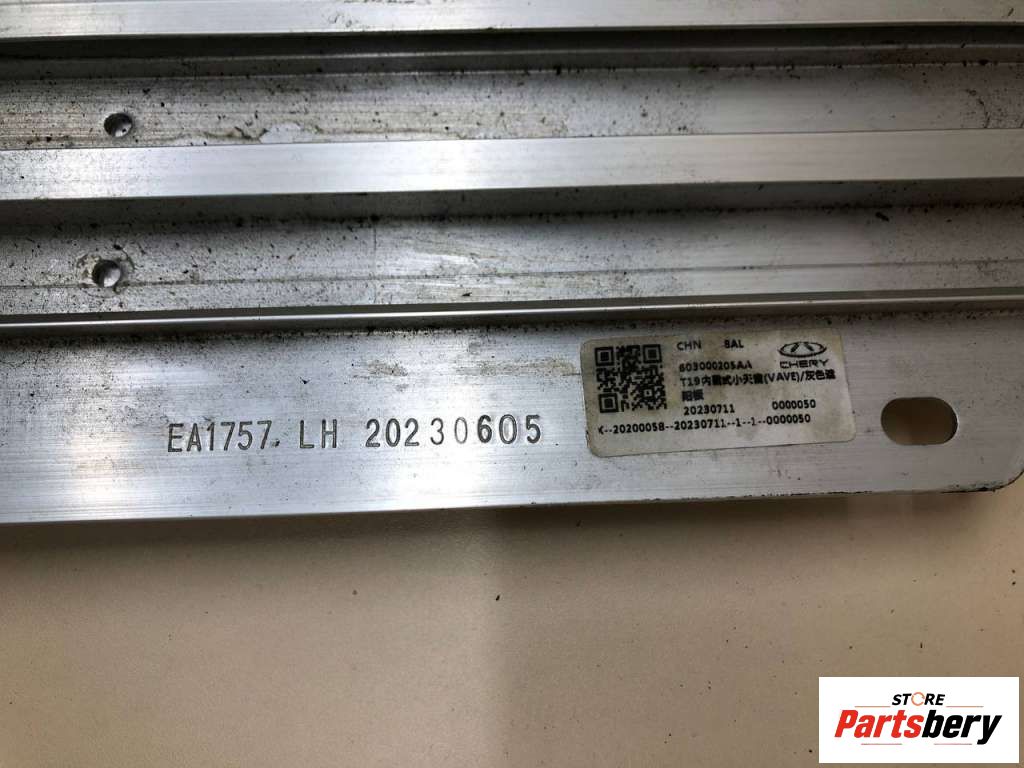 CHN 8AL
CHERY
603000205AA
T19内藏式小天窗(VAVE)/灰色遮
阳板
20230711 0000050
K--20200058--20230711--1--1--0000050
EA1757. LH 20230605
STORE
Partsbery